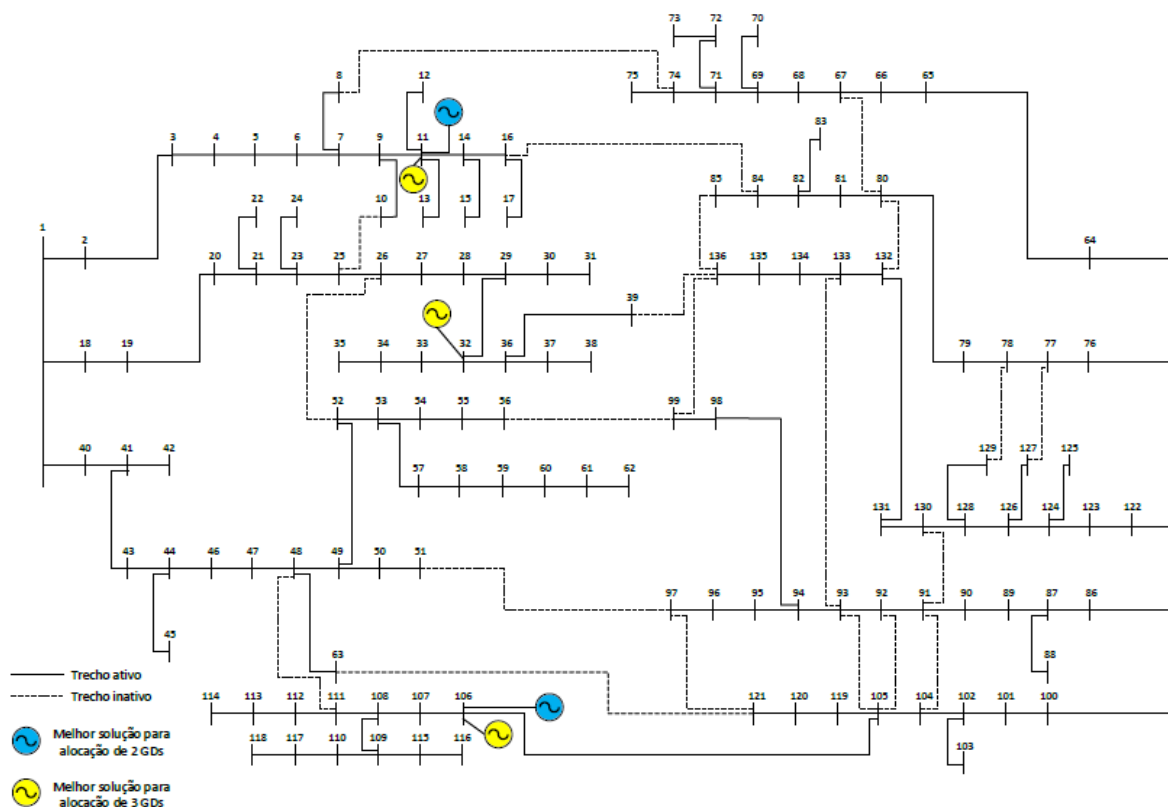 73 72 70
8 12 75 74 71 69 68 67 66 65
83
3 4 5 6 7 9 11 14 16
85 84 82 81 80
22 24 10 13 15 17
1 2 64
20 21 23 25 26 27 28 29 30 31 136 135 134 133 132
39
18 19 35 34 33 32 36 37 38 79 78 77 76
52 53 54 55 56 99 98
40 41 42 129 127 125
57 58 59 60 61 62
131 130 128 126 124 123 122
43 44 46 47 48 49 50 51
97 96 95 94 93 92 91 90 89 87 86
45 63 88
Trecho ativo
Trecho inativo
114 113 112 111 108 107 106 121 120 119 105 104 102 101 100
118 117 110 109 115 116 103
Melhor solução para
alocação de 2 GDs
Melhor solução para
alocação de 3 GDs